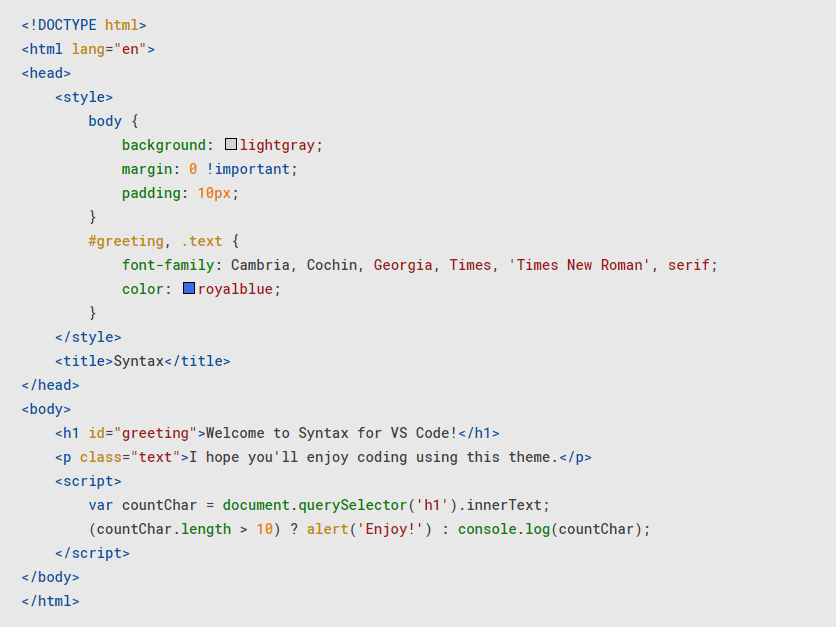 <!DOCTYPE html>
<html lang="en">
<head>
    <style>
        body {
            background: lightgray;
            margin: 0 !important;
            padding: 10px;
        }
        #greeting, .text {
            font-family: Cambria, Cochin, Georgia, Times, 'Times New Roman', serif;
            color: royalblue;
        }
    </style>
    <title>Syntax</title>
</head>
<body>
    <h1 id="greeting">Welcome to Syntax for VS Code!</h1>
    <p class="text">I hope you'll enjoy coding using this theme.</p>
    <script>
        var countChar = document.querySelector('h1').innerText;
        (countChar.length > 10) ? alert('Enjoy!') : console.log(countChar);
    </script>
</body>
</html>